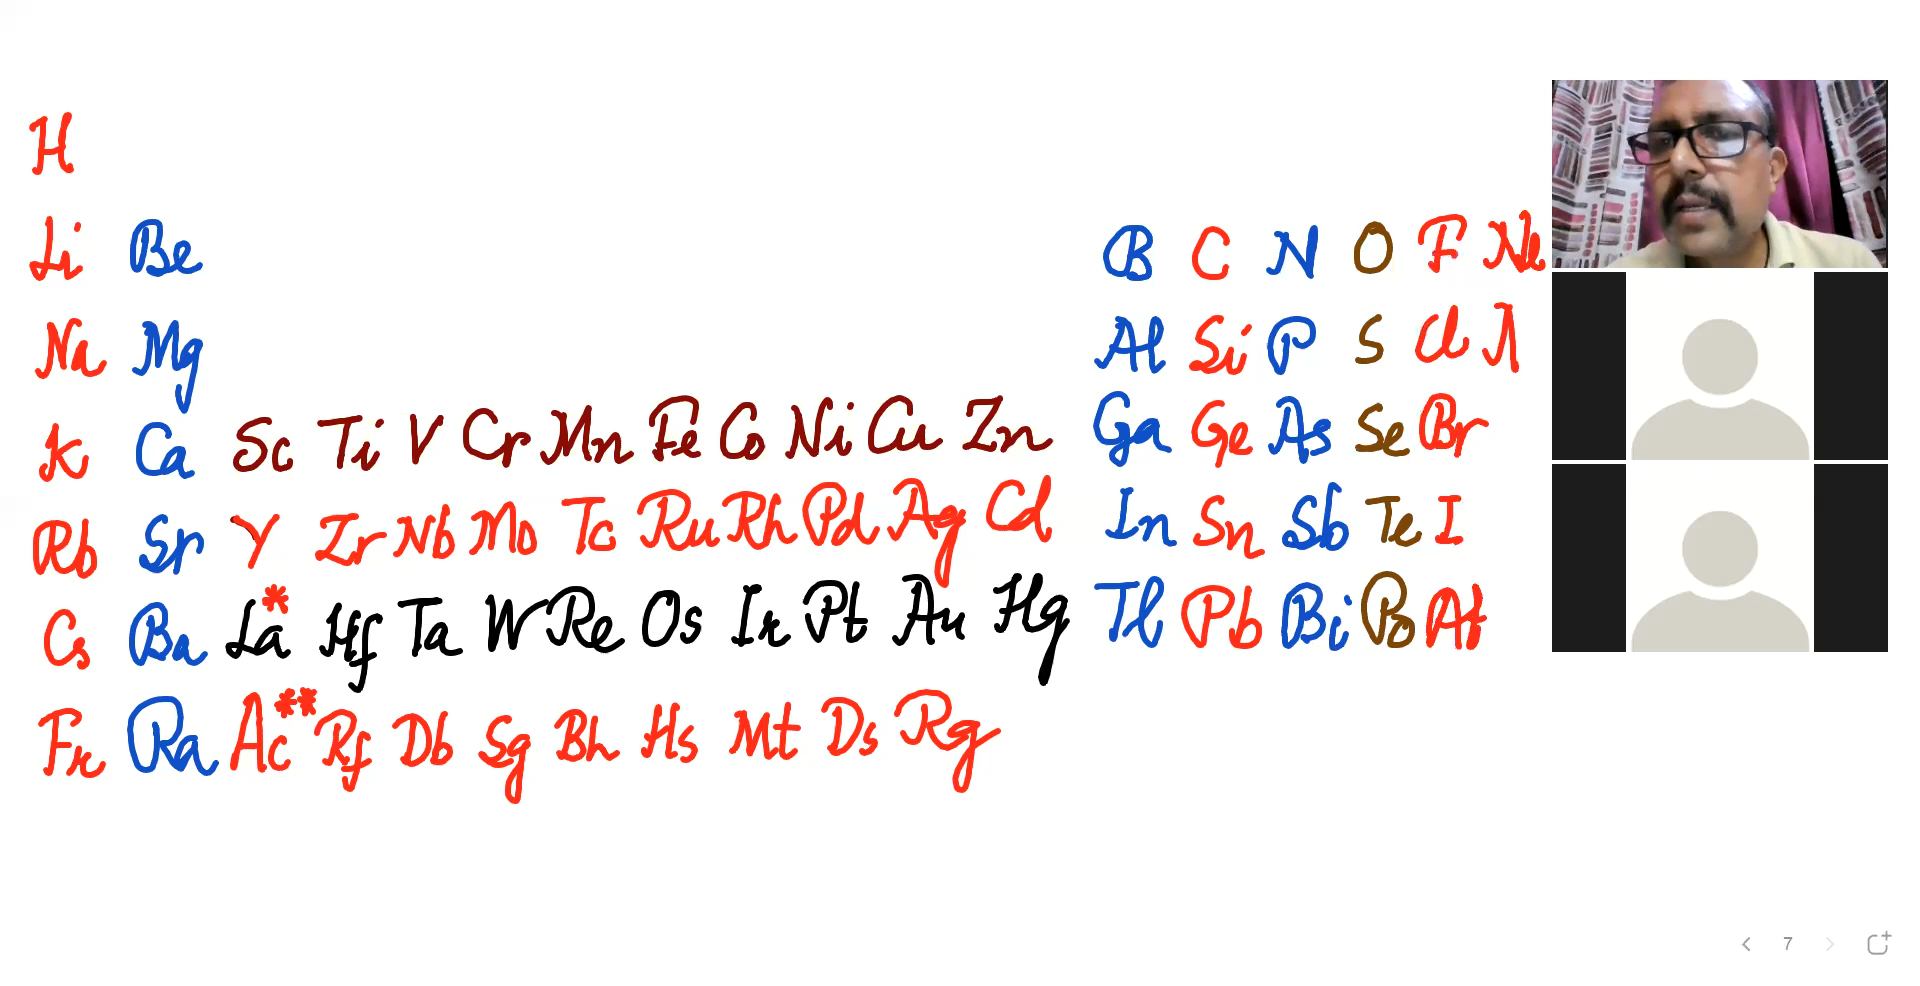 H
Li Be B C N O F Ne
Na Mg Al Si P S Cl
K Ca Sc Ti V Cr Mn Fe Co Ni Cu Zn Ga Ge As Se Br
Rb Sr Y Zr Nb Mo Tc Ru Rh Pd Ag Cd In Sn Sb Te I
Cs Ba La* Hf Ta W Re Os Ir Pt Au Hg Tl Pb Bi Po At
Fr Ra Ac** Rf Db Sg Bh Hs Mt Ds Rg
7